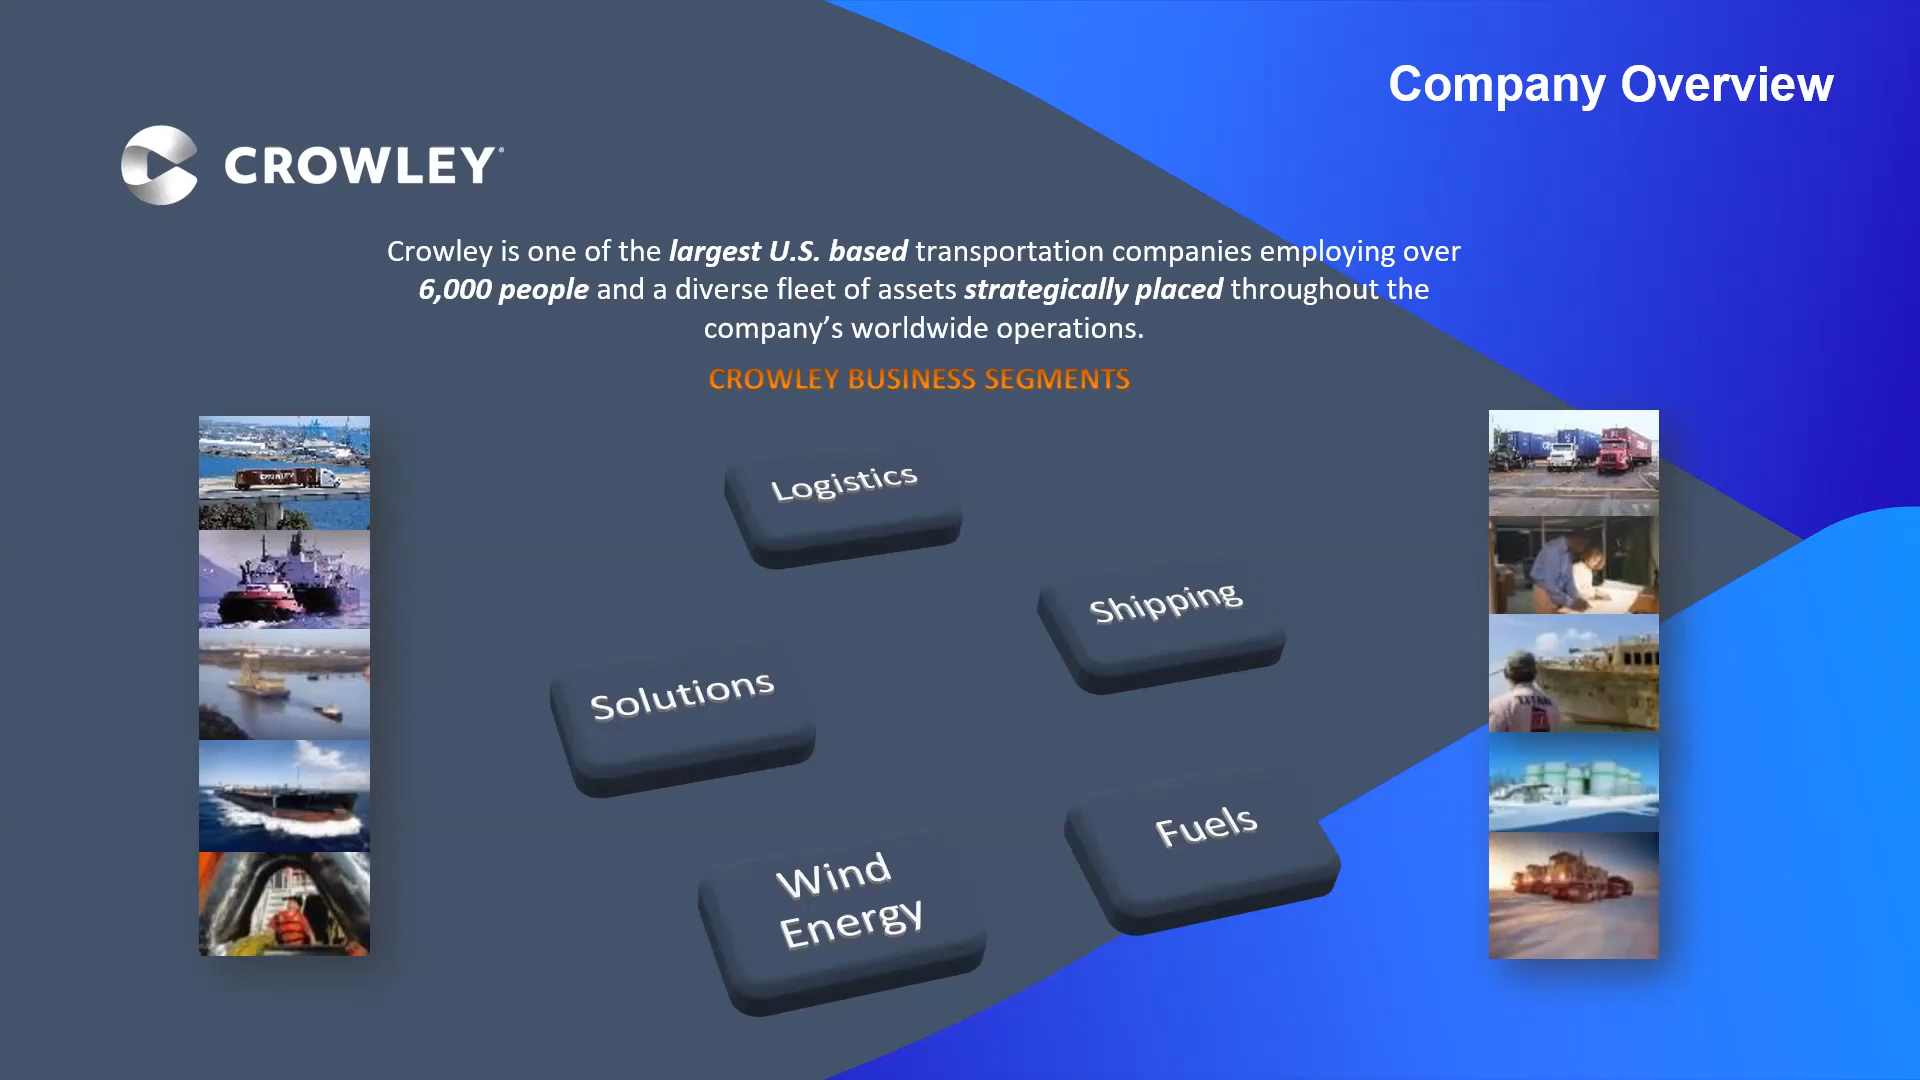 Company Overview
CROWLEY
Crowley is one of the largest U.S. based transportation companies employing over
6,000 people and a diverse fleet of assets strategically placed throughout the
company’s worldwide operations.
CROWLEY BUSINESS SEGMENTS
Logistics
Shipping
Solutions
Fuels
Wind
Energy
CROWLEY